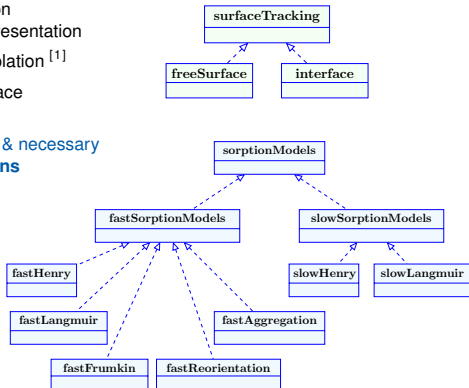 on
resentation
olation [1]
ace
& necessary
ns
surfaceTracking
freeSurface
interface
sorptionModels
fastSorptionModels
slowSorptionModels
fastHenry
slowHenry
slowLangmuir
fastLangmuir
fastAggregation
fastFrumkin
fastReorientation